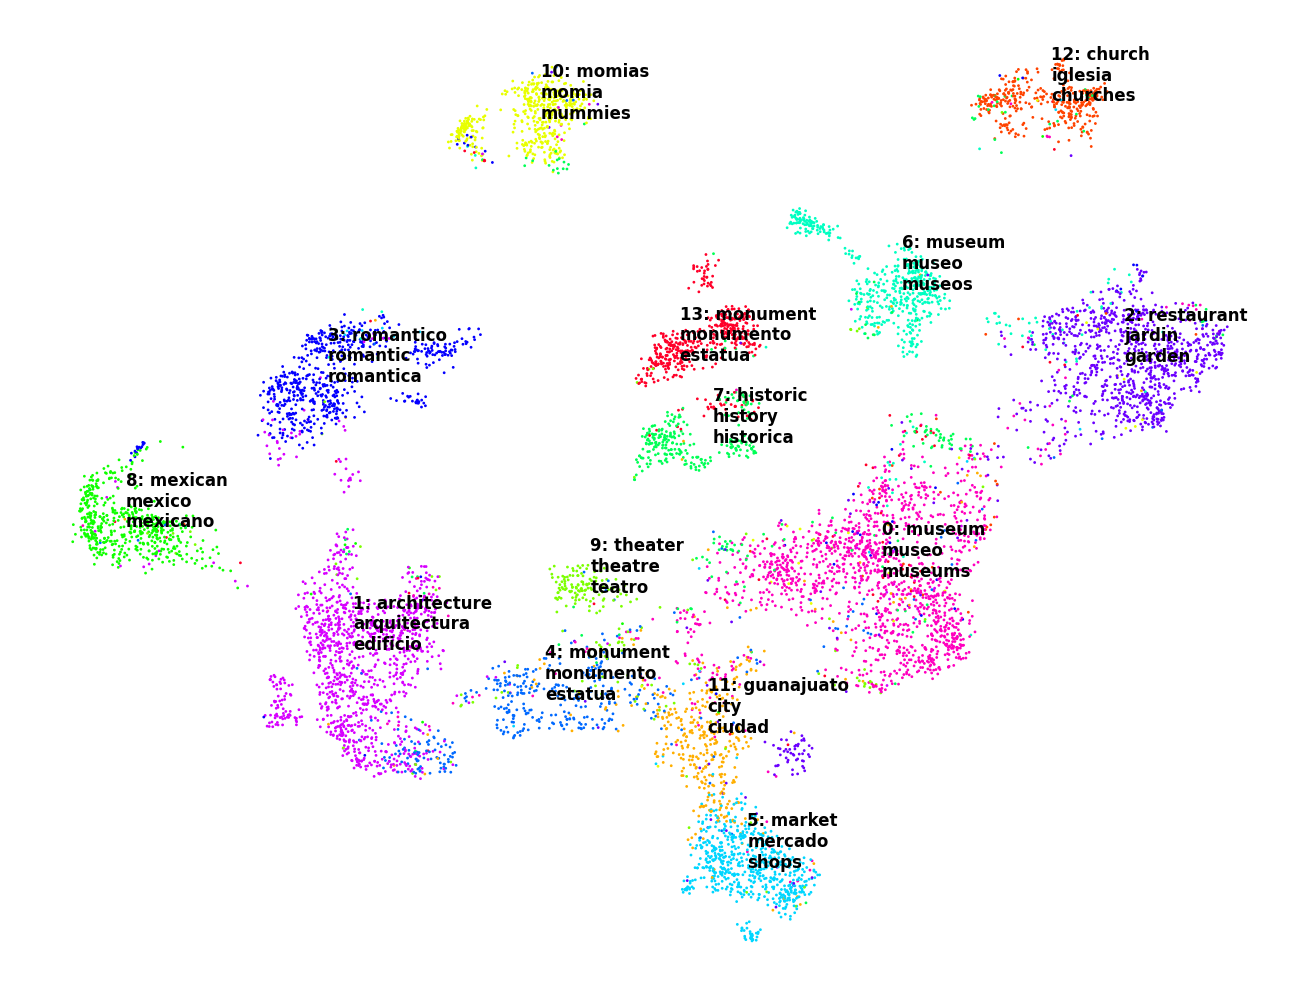 10: momias
momia
mummies
12: church
iglesia
churches
6: museum
museo
museos
13: monument
monumento
estatua
2: restaurant
jardin
garden
3: romantico
romantic
romantica
7: historic
history
historica
8: mexican
mexico
mexicano
0: museum
museo
museums
9: theater
theatre
teatro
1: architecture
arquitectura
edificio
4: monument
monumento
estatua
11: guanajuato
city
ciudad
5: market
mercado
shops